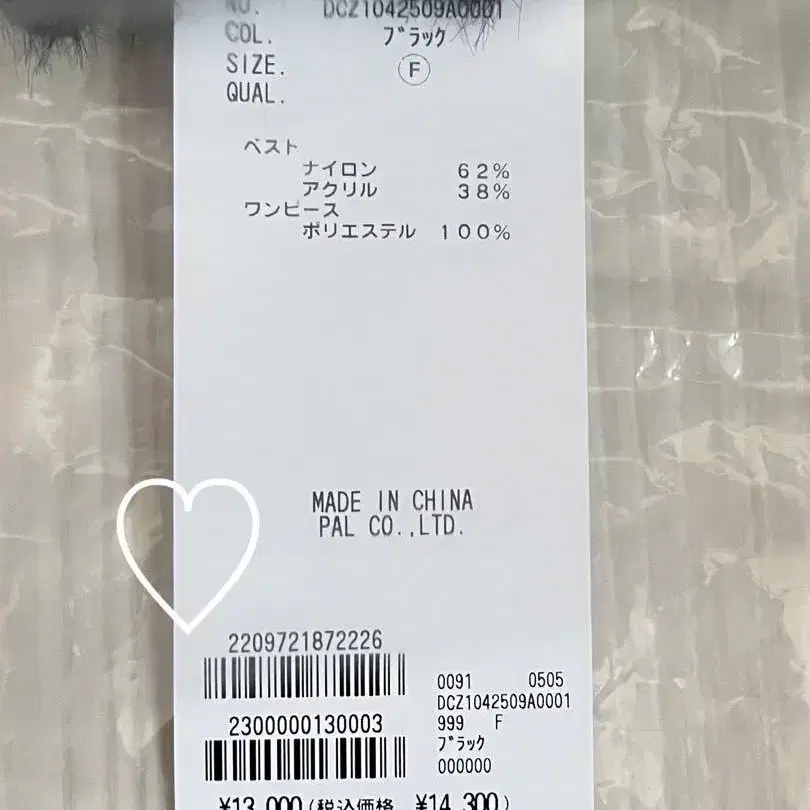 NO. DCZ1042509A0001
COL. ブラック
SIZE. F
QUAL.
ベスト
ナイロン 62%
アクリル 38%
ワンピース
ポリエステル 100%
MADE IN CHINA
PAL CO.,LTD.
2209721872226
2300000130003
0091 0505
DCZ1042509A0001
999 F
ブラック
000000
¥13,000(税込価格 ¥14,300)